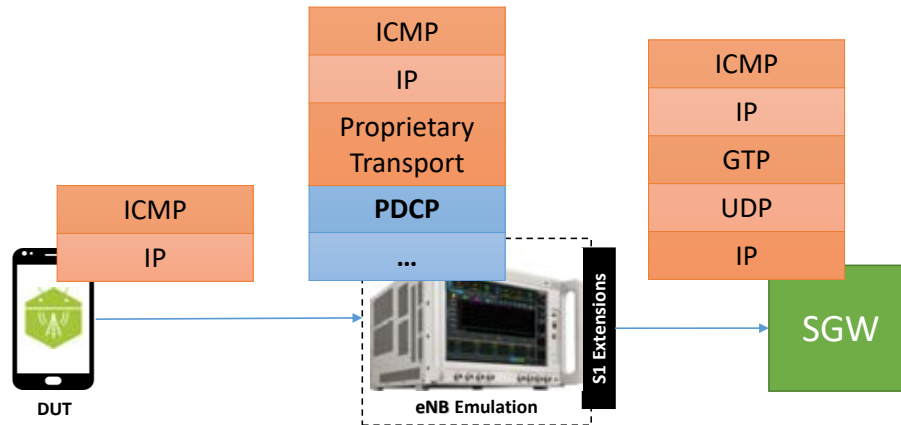 ICMP
IP
Proprietary
Transport
PDCP
...
ICMP
IP
GTP
UDP
IP
ICMP
IP
DUT
eNB Emulation
S1 Extensions
SGW